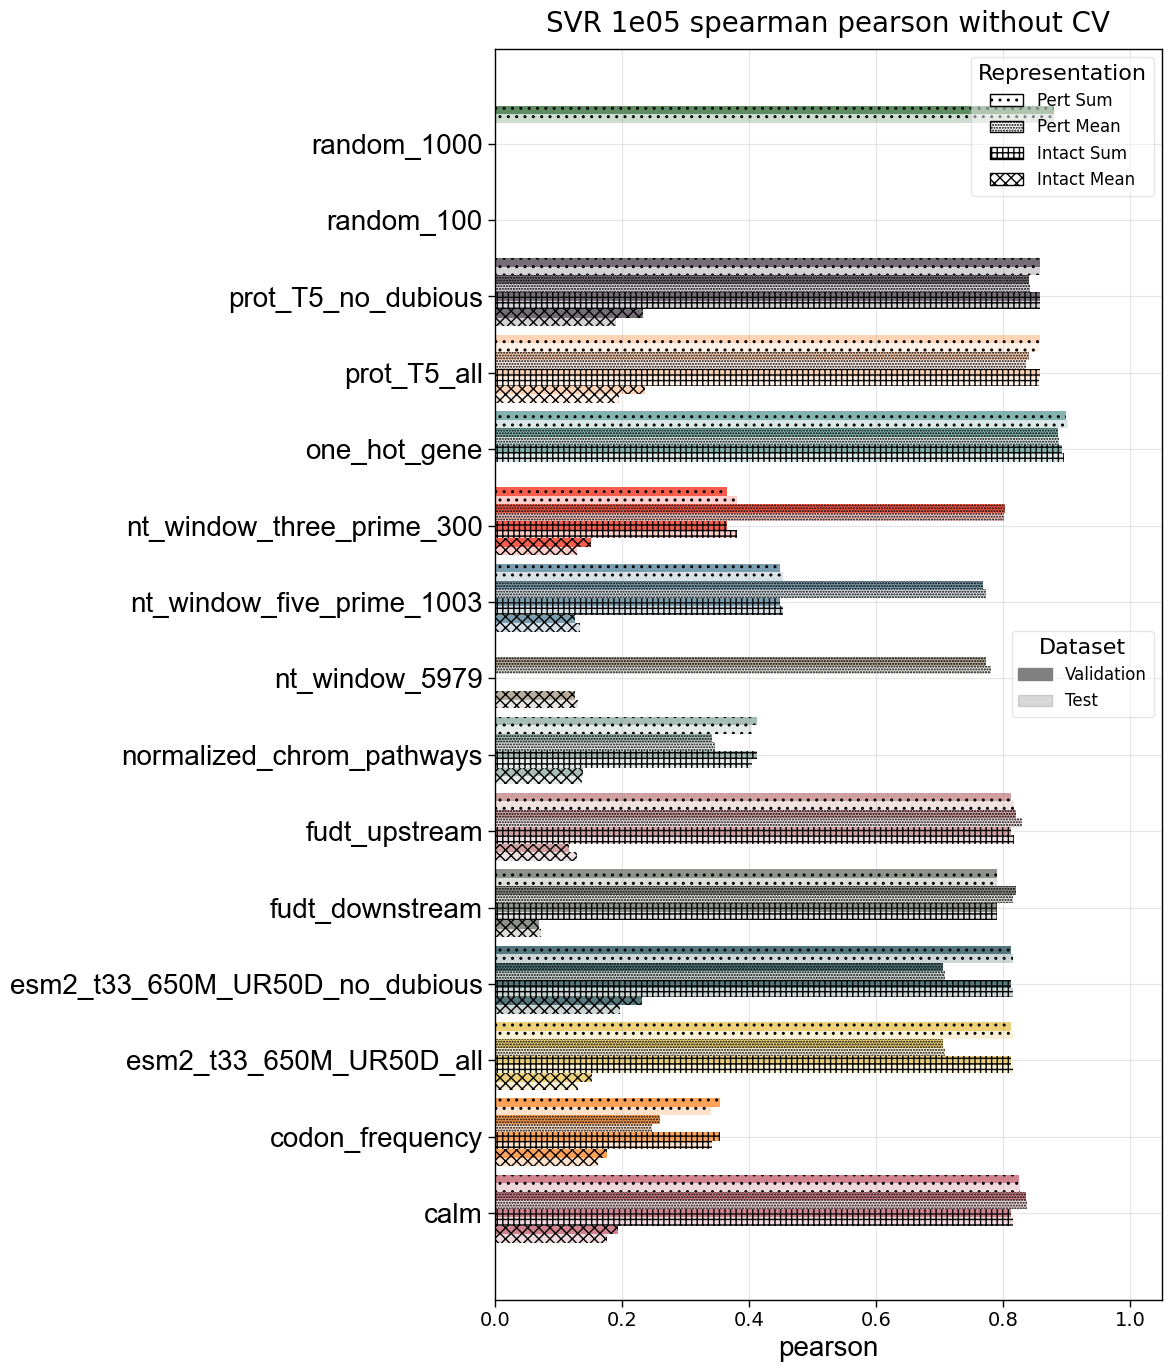 SVR 1e05 spearman pearson without CV
Representation
Pert Sum
Pert Mean
Intact Sum
Intact Mean
random_1000
random_100
prot_T5_no_dubious
prot_T5_all
one_hot_gene
nt_window_three_prime_300
nt_window_five_prime_1003
nt_window_5979
Dataset
Validation
Test
normalized_chrom_pathways
fudt_upstream
fudt_downstream
esm2_t33_650M_UR50D_no_dubious
esm2_t33_650M_UR50D_all
codon_frequency
calm
0.0 0.2 0.4 0.6 0.8 1.0
pearson